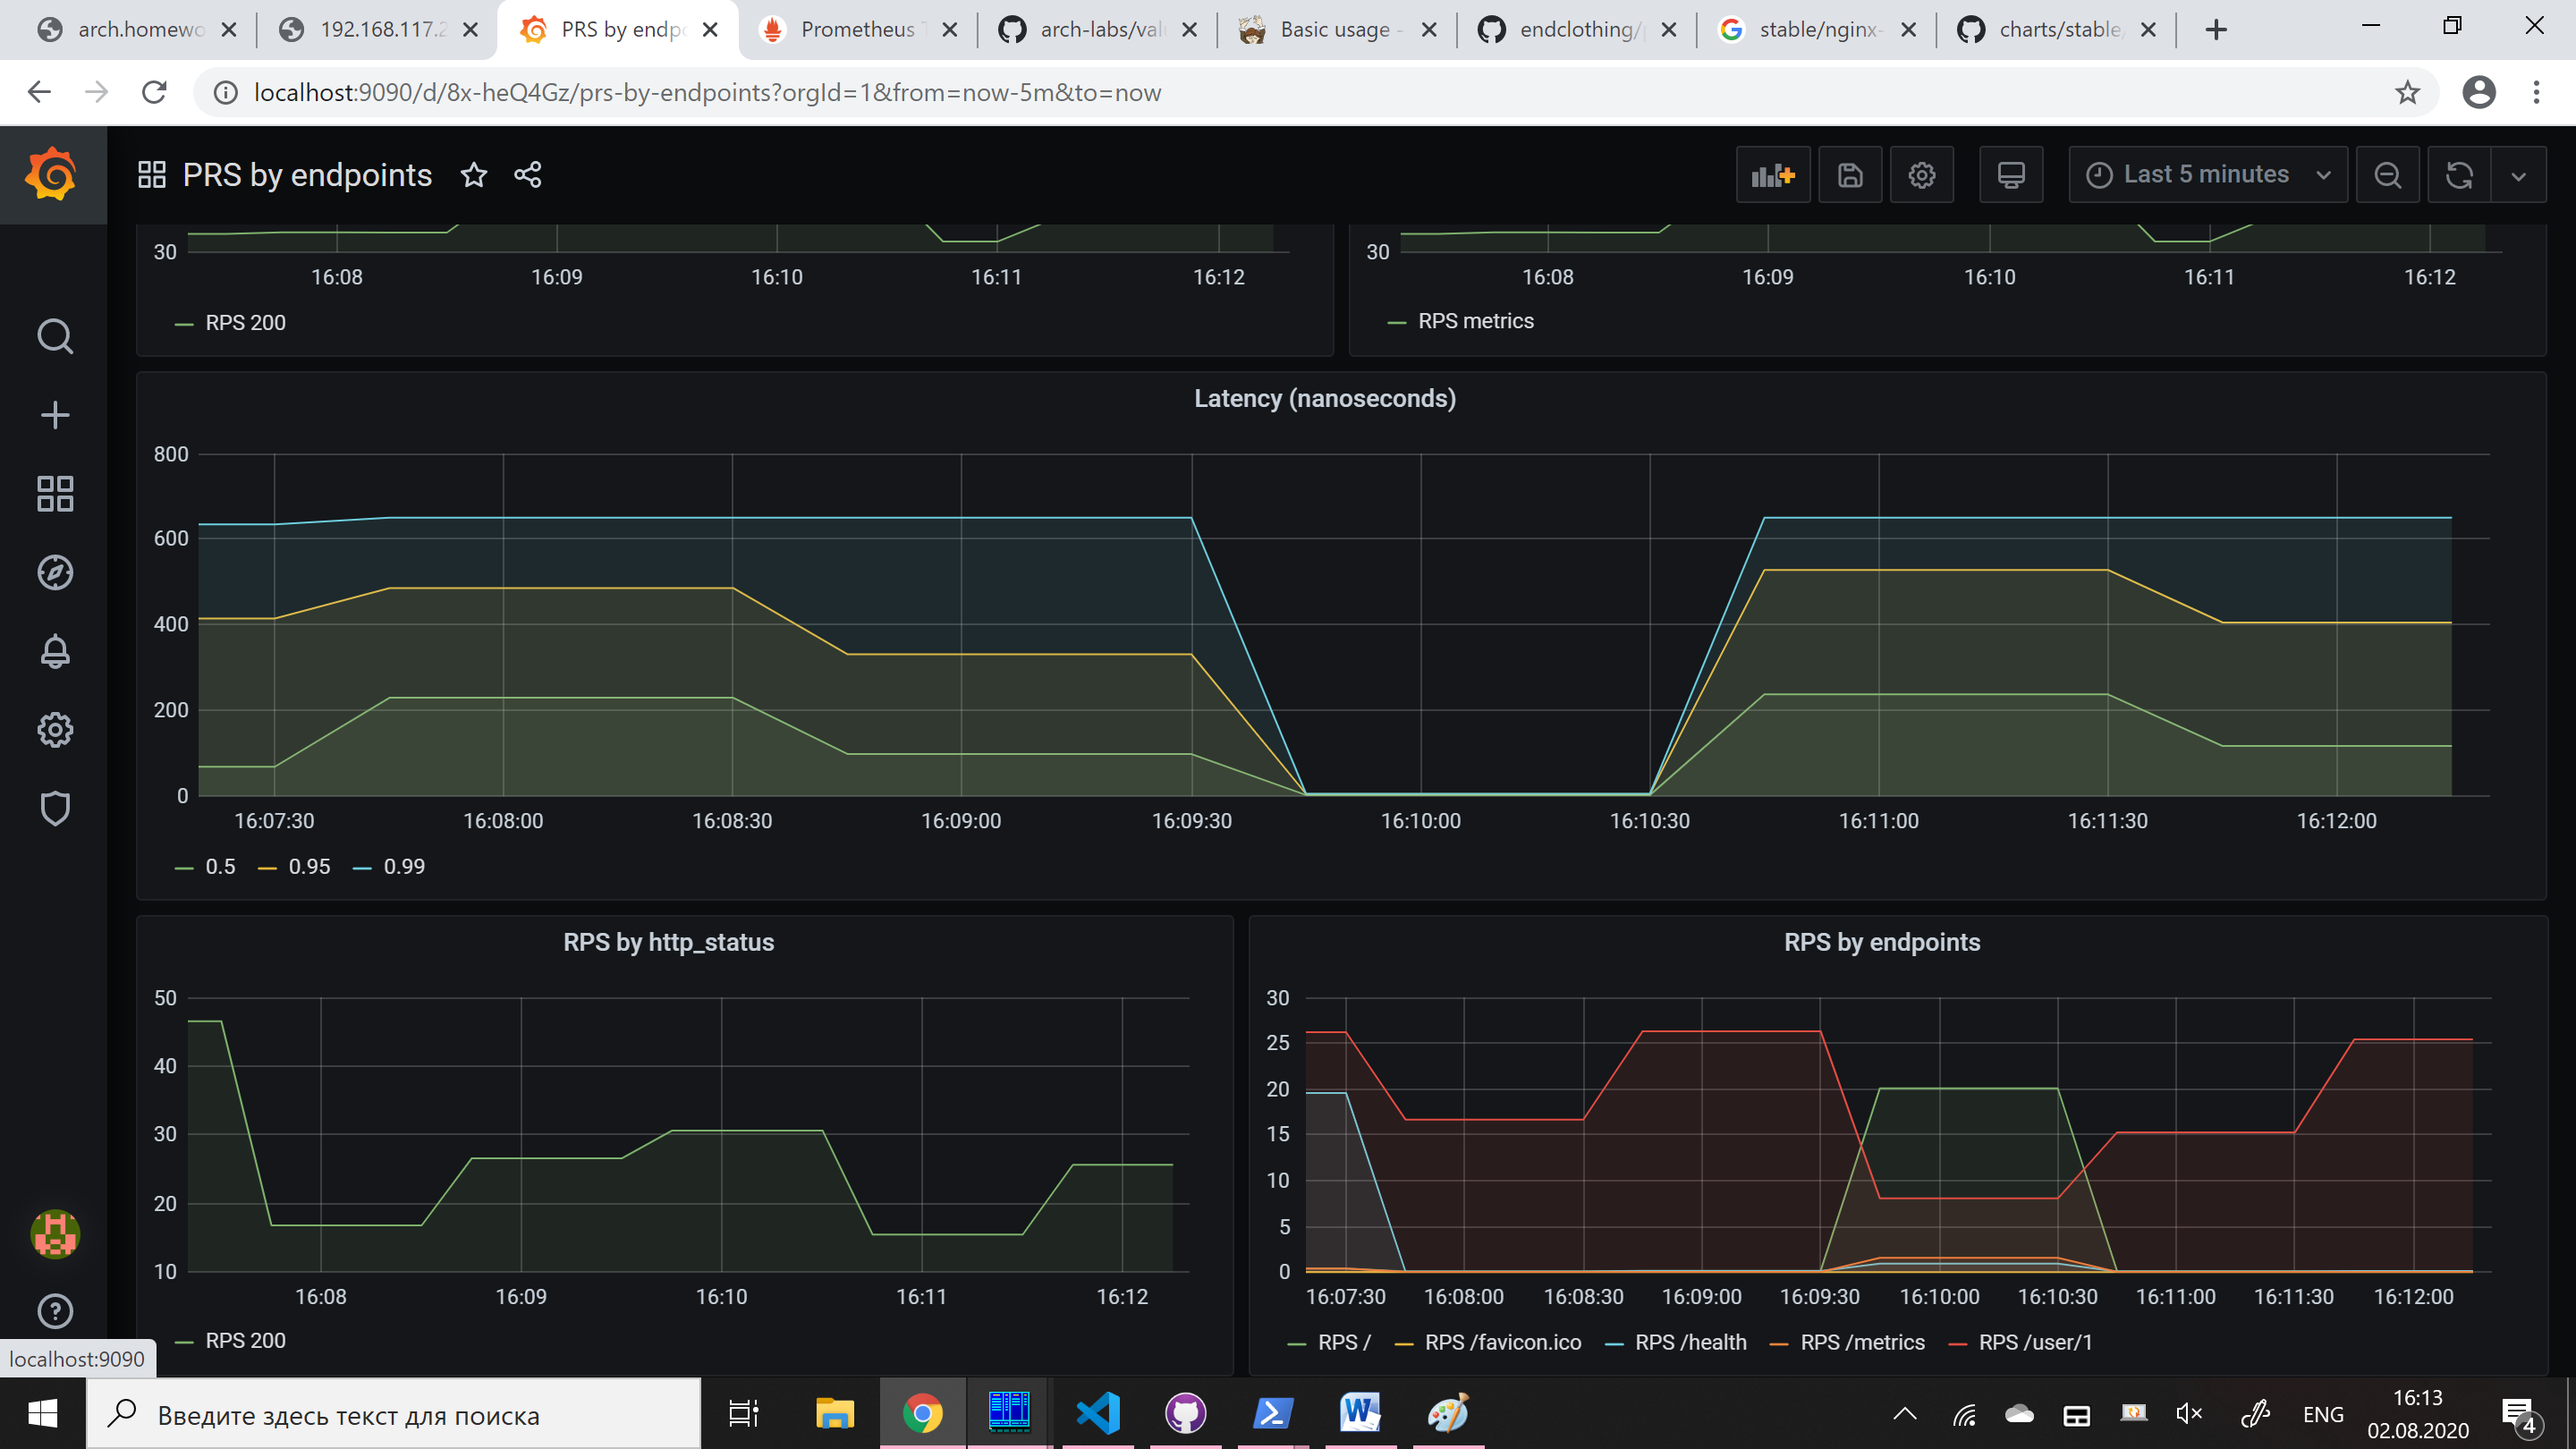 arch.homewo
192.168.117.2
PRS by endpo
Prometheus T
arch-labs/valu
Basic usage -
endclothing/p
stable/nginx-
charts/stable/
localhost:9090/d/8x-heQ4Gz/prs-by-endpoints?orgId=1&from=now-5m&to=now
PRS by endpoints
Last 5 minutes
30
16:08 16:09 16:10 16:11 16:12
RPS 200
30
16:08 16:09 16:10 16:11 16:12
RPS metrics
Latency (nanoseconds)
800
600
400
200
0
16:07:30 16:08:00 16:08:30 16:09:00 16:09:30 16:10:00 16:10:30 16:11:00 16:11:30 16:12:00
0.5 0.95 0.99
RPS by http_status
50
40
30
20
10
16:08 16:09 16:10 16:11 16:12
RPS 200
RPS by endpoints
30
25
20
15
10
5
0
16:07:30 16:08:00 16:08:30 16:09:00 16:09:30 16:10:00 16:10:30 16:11:00 16:11:30 16:12:00
RPS / RPS /favicon.ico RPS /health RPS /metrics RPS /user/1
localhost:9090
Введите здесь текст для поиска
ENG
16:13
02.08.2020
4